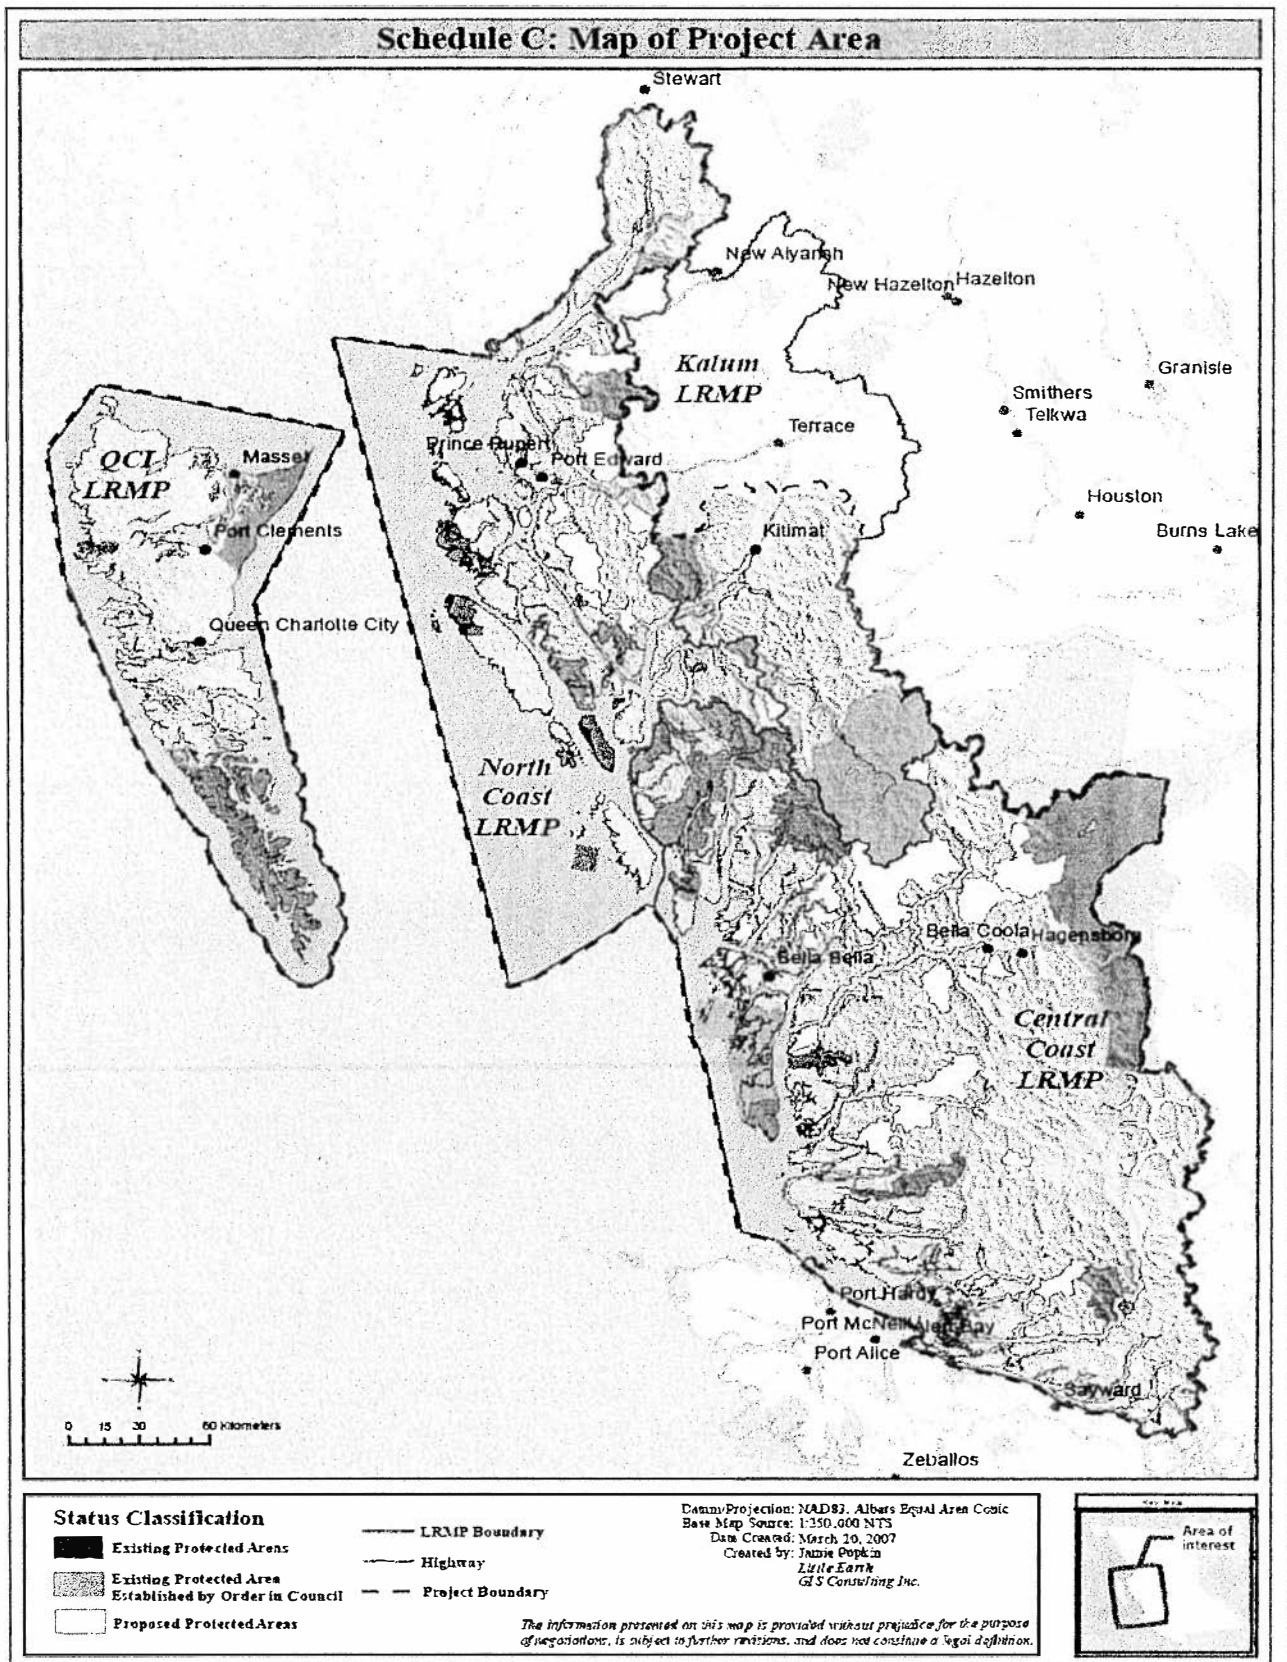 Schedule C: Map of Project Area
Stewart
New Aiyansh
New Hazelton
Hazelton
Kalum
LRMP
Granisle
Smithers
Telkwa
Terrace
Prince Rupert
Port Edward
QCI
LRMP
Masset
Houston
Port Clements
Kitimat
Burns Lake
Queen Charlotte City
North
Coast
LRMP
Bella Coola
Hagensborg
Bella Bella
Central
Coast
LRMP
Port Hardy
Port McNeill
Alert Bay
Port Alice
Sayward
0 15 30 60 Kilometers
Zeballos
Status Classification
Existing Protected Areas
Existing Protected Area
Established by Order in Council
Proposed Protected Areas
LRMP Boundary
Highway
Project Boundary
Datum/Projection: NAD83, Albers Equal Area Conic
Base Map Source: 1:250,000 NTS
Date Created: March 20, 2007
Created by: Jamie Popkin
Little Earth
GIS Consulting Inc.
The information presented on this map is provided without prejudice for the purpose
of negotiations, is subject to further revisions, and does not constitute a legal definition.
Key Map
Area of
interest